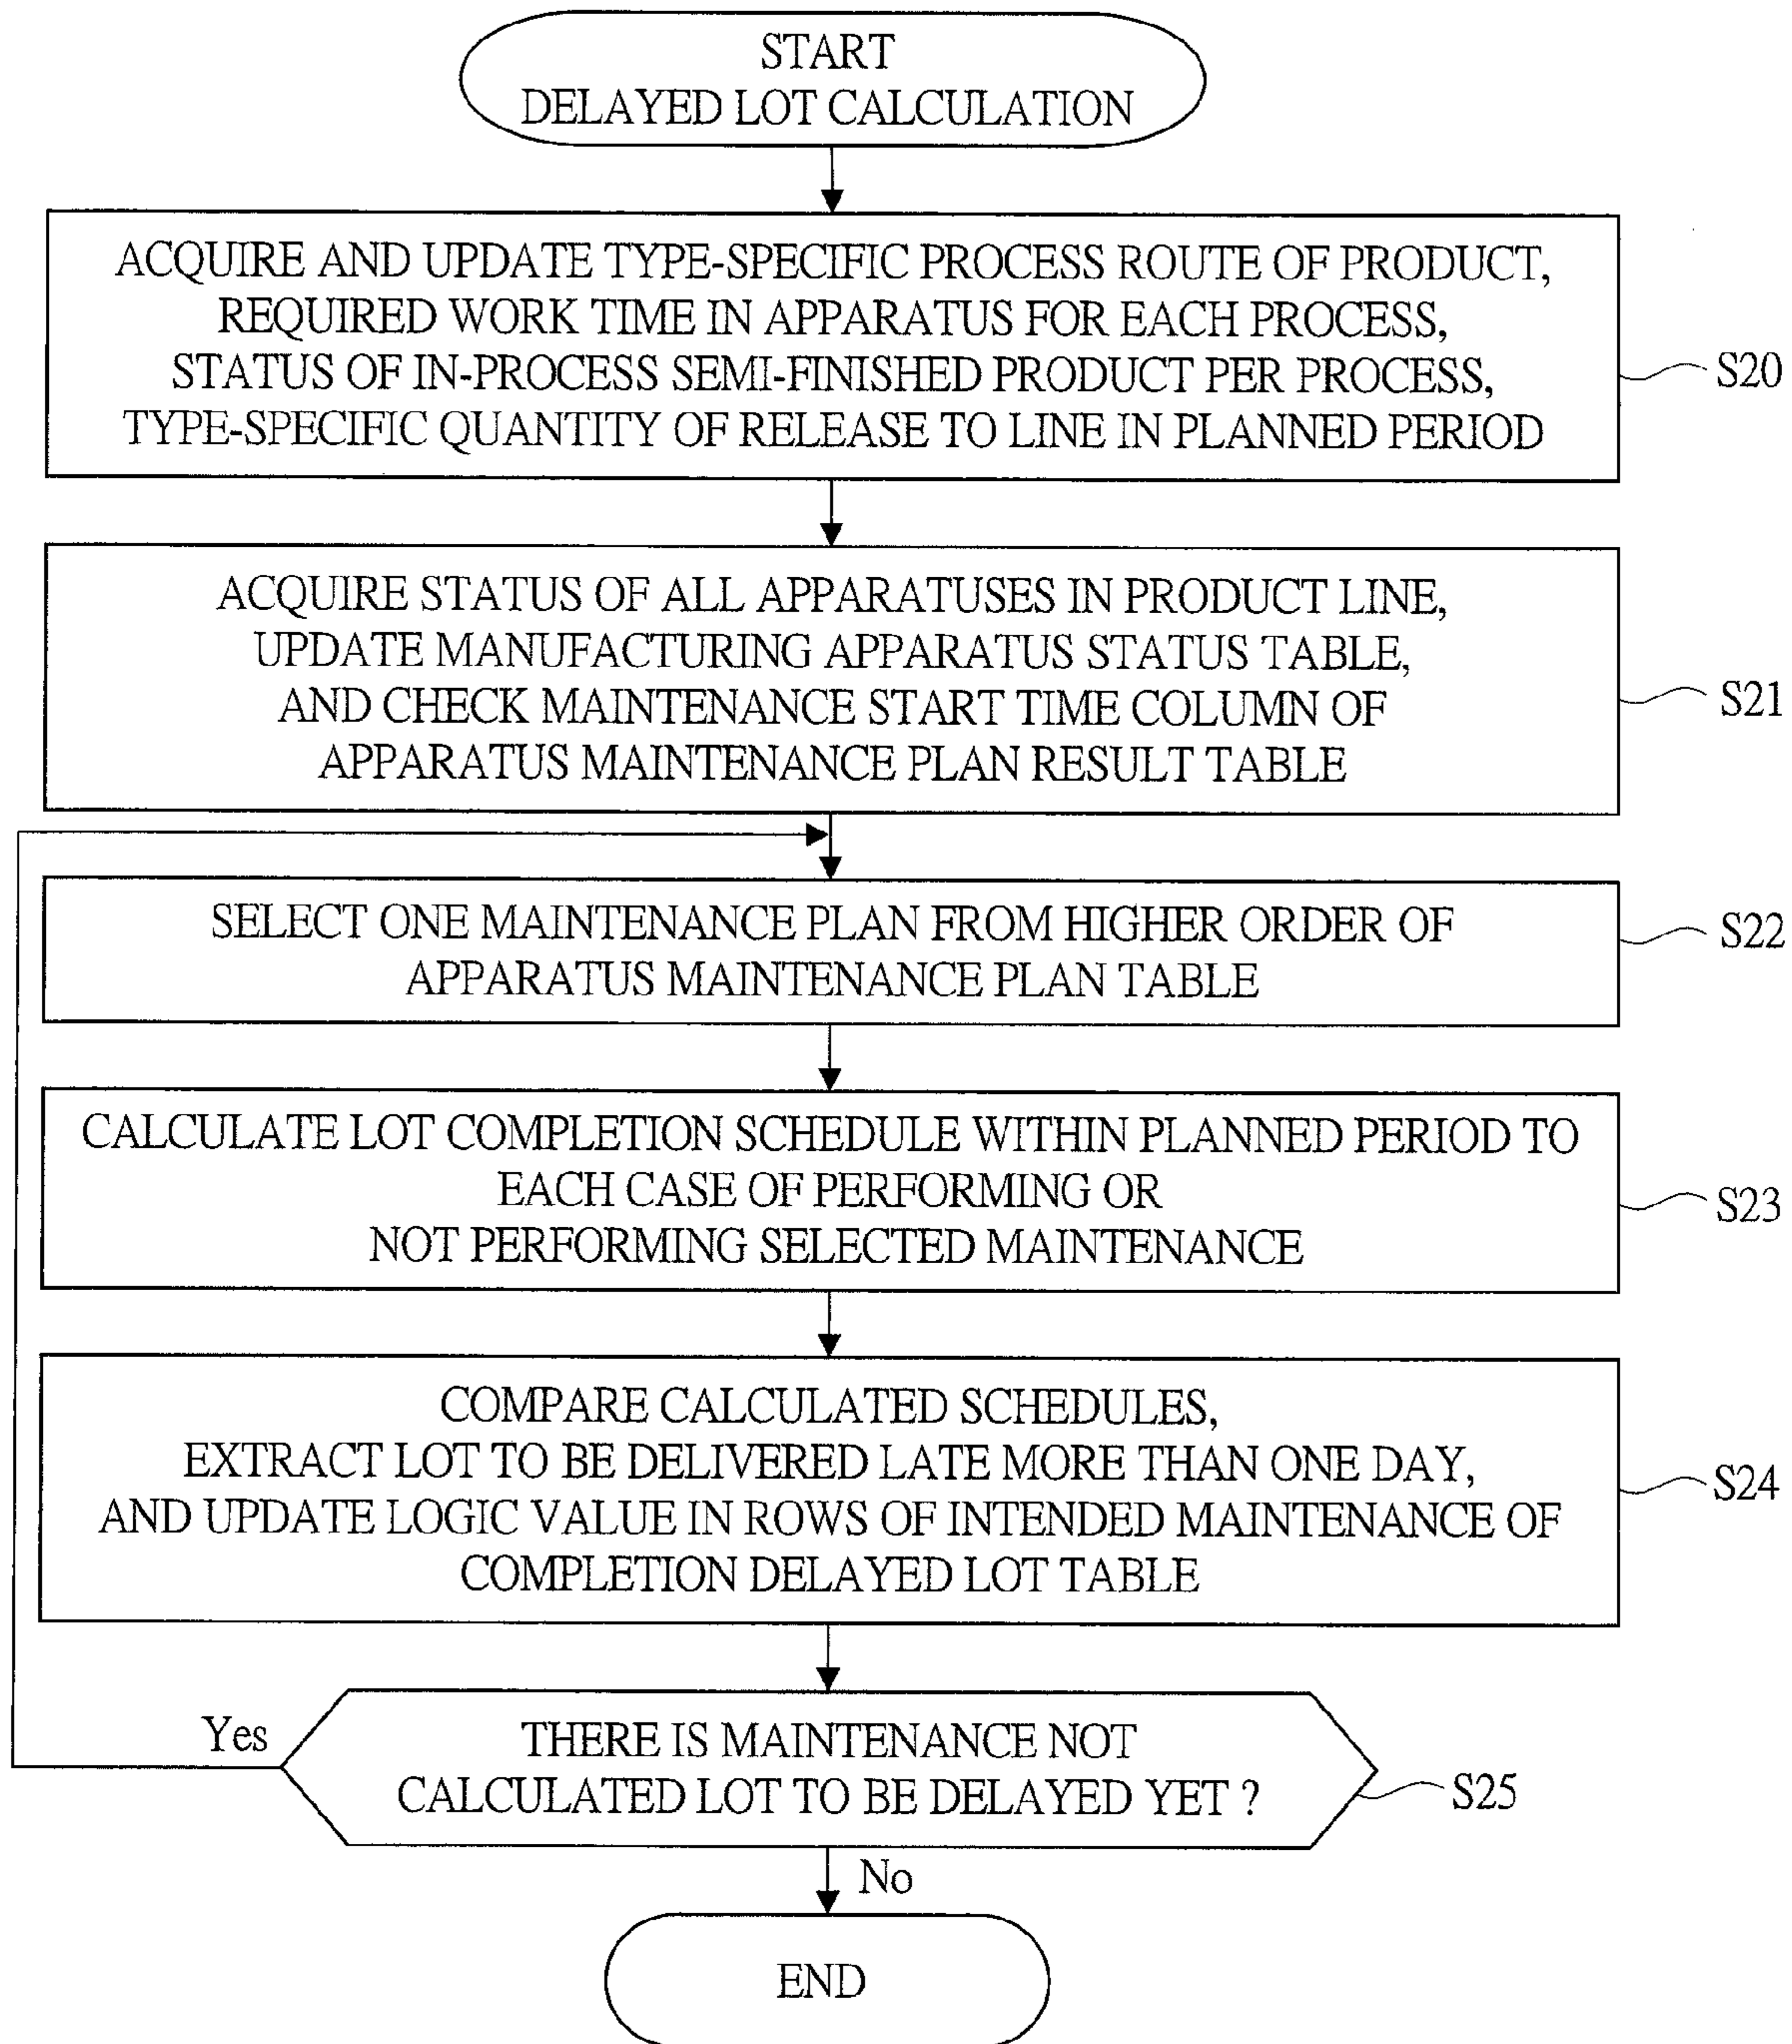 START
DELAYED LOT CALCULATION
ACQUIRE AND UPDATE TYPE-SPECIFIC PROCESS ROUTE OF PRODUCT,
REQUIRED WORK TIME IN APPARATUS FOR EACH PROCESS,
STATUS OF IN-PROCESS SEMI-FINISHED PRODUCT PER PROCESS,
TYPE-SPECIFIC QUANTITY OF RELEASE TO LINE IN PLANNED PERIOD
S20
ACQUIRE STATUS OF ALL APPARATUSES IN PRODUCT LINE,
UPDATE MANUFACTURING APPARATUS STATUS TABLE,
AND CHECK MAINTENANCE START TIME COLUMN OF
APPARATUS MAINTENANCE PLAN RESULT TABLE
S21
SELECT ONE MAINTENANCE PLAN FROM HIGHER ORDER OF
APPARATUS MAINTENANCE PLAN TABLE
S22
CALCULATE LOT COMPLETION SCHEDULE WITHIN PLANNED PERIOD TO
EACH CASE OF PERFORMING OR
NOT PERFORMING SELECTED MAINTENANCE
S23
COMPARE CALCULATED SCHEDULES,
EXTRACT LOT TO BE DELIVERED LATE MORE THAN ONE DAY,
AND UPDATE LOGIC VALUE IN ROWS OF INTENDED MAINTENANCE OF
COMPLETION DELAYED LOT TABLE
S24
Yes
THERE IS MAINTENANCE NOT
CALCULATED LOT TO BE DELAYED YET ?
S25
No
END